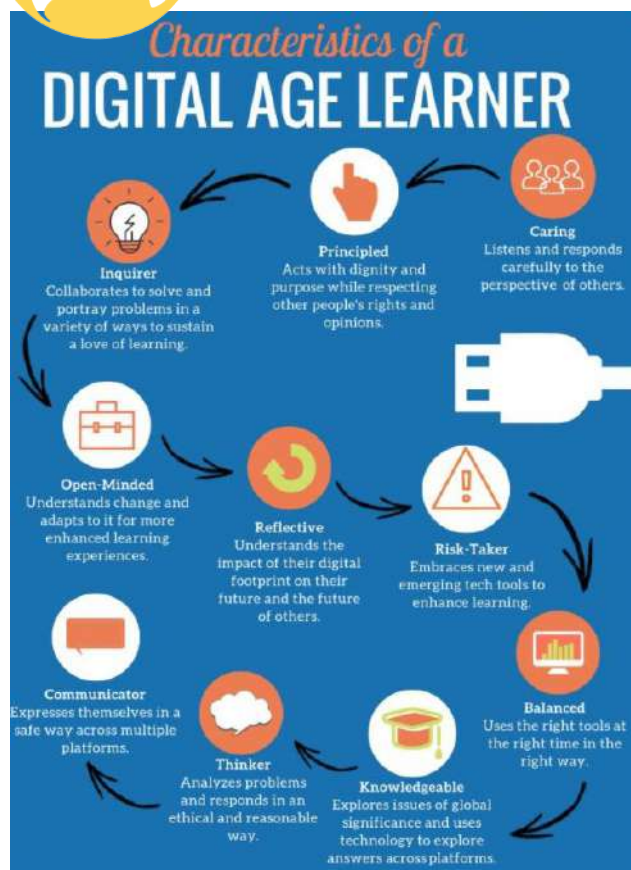 Characteristics of a
DIGITAL AGE LEARNER
Caring
Listens and responds
carefully to the
perspective of others.
Principled
Acts with dignity and
purpose while respecting
other people's rights and
opinions.
Inquirer
Collaborates to solve and
portray problems in a
variety of ways to sustain
a love of learning.
Open-Minded
Understands change and
adapts to it for more
enhanced learning
experiences.
Reflective
Understands the
impact of their digital
footprint on their
future and the future
of others.
Risk-Taker
Embraces new and
emerging tech tools to
enhance learning.
Balanced
Uses the right tools at
the right time in the
right way.
Knowledgeable
Explores issues of global
significance and uses
technology to explore
answers across platforms.
Thinker
Analyzes problems
and responds in an
ethical and reasonable
way.
Communicator
Expresses themselves in a
safe way across multiple
platforms.